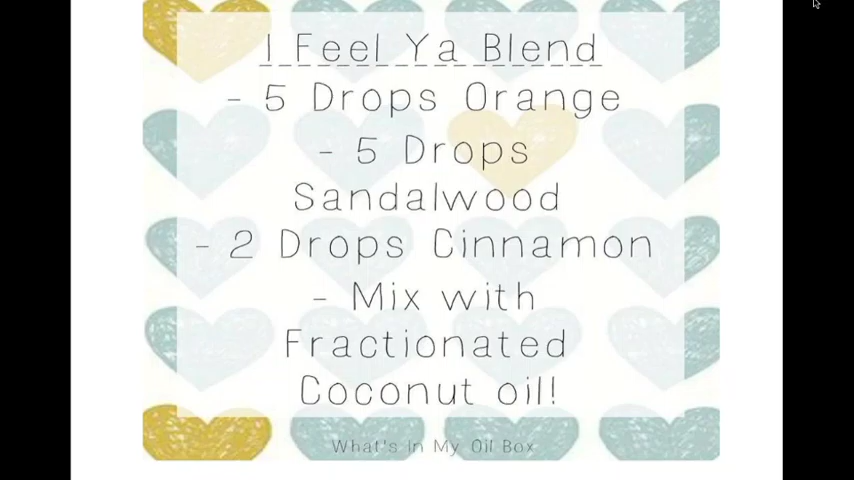 I Feel Ya Blend
- 5 Drops Orange
- 5 Drops
Sandalwood
- 2 Drops Cinnamon
- Mix with
Fractionated
Coconut oil!
What's In My Oil Box